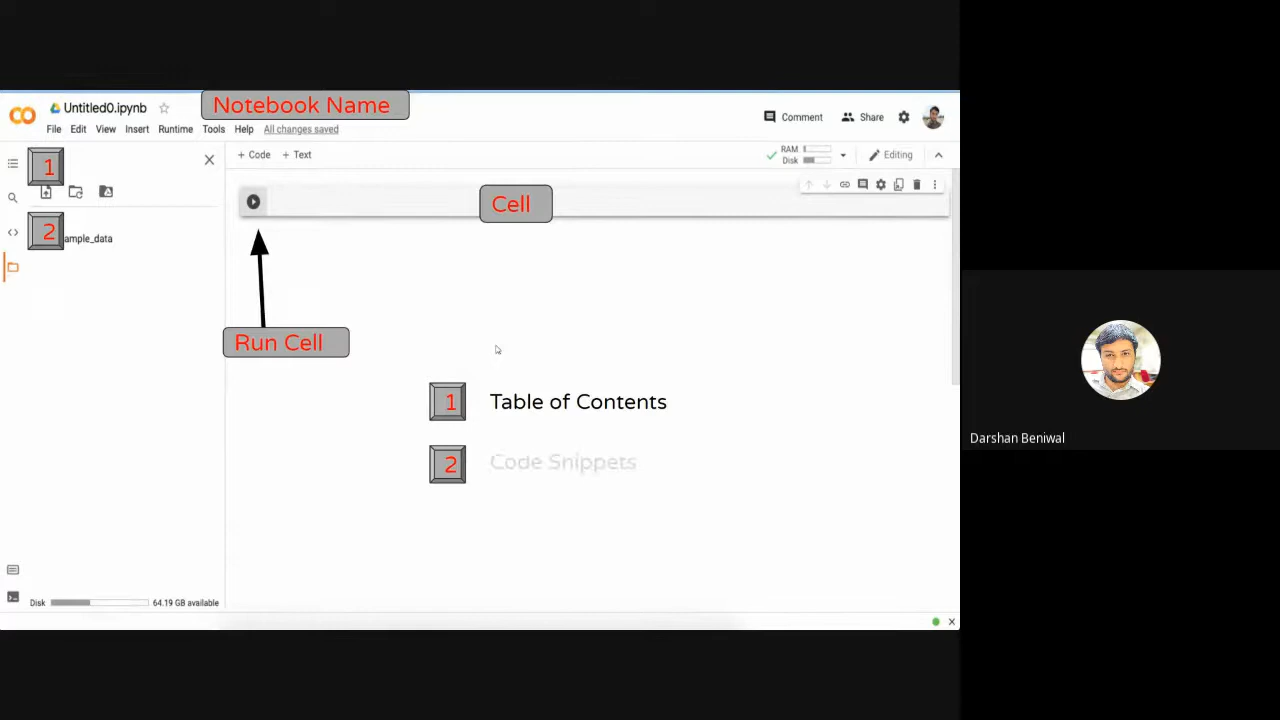 Untitled0.ipynb
Notebook Name
File Edit View Insert Runtime Tools Help All changes saved
Comment
Share
1
+ Code + Text
RAM
Disk
Editing
Cell
2
ample_data
Run Cell
1 Table of Contents
2 Code Snippets
Disk 64.19 GB available
Darshan Beniwal